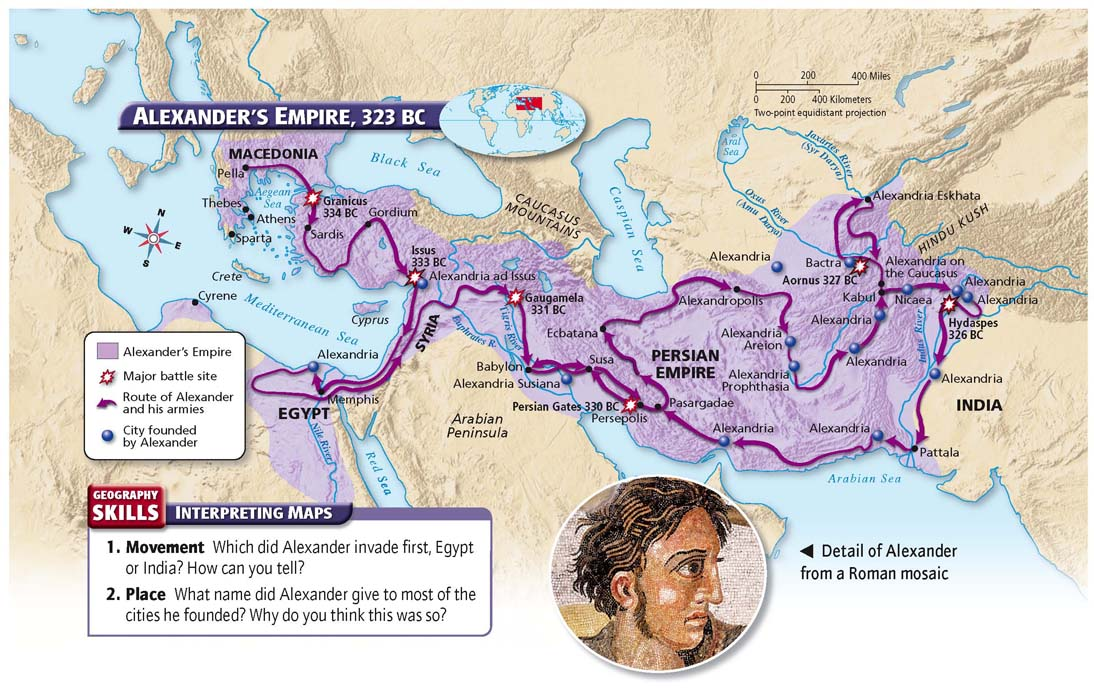 ALEXANDER'S EMPIRE, 323 BC
0 200 400 Miles
0 200 400 Kilometers
Two-point equidistant projection
MACEDONIA
Pella
Black Sea
Aegean
Sea
Granicus
334 BC
Thebes
Athens
Sparta
Sardis
Gordium
CAUCASUS
MOUNTAINS
Caspian Sea
Aral
Sea
Jaxartes River
(Syr Darya)
Oxus River
(Amu Darya)
Alexandria Eskhata
HINDU KUSH
N
W E
S
Crete
Cyrene
Mediterranean Sea
Cyprus
Issus
333 BC
Alexandria ad Issus
SYRIA
Gaugamela
331 BC
Tigris River
Euphrates R.
Ecbatana
Alexandria
Alexandropolis
Bactra
Aornus 327 BC
Alexandria on
the Caucasus
Kabul
Nicaea
Alexandria
Alexandria
Hydaspes
326 BC
Indus River
Alexandria
Alexandria
Areion
Alexandria
Prophthasia
Alexandria
Alexandria
INDIA
PERSIAN
EMPIRE
Babylon
Susa
Alexandria Susiana
Persian Gates 330 BC
Persepolis
Pasargadae
Alexandria
Alexandria
Pattala
Arabian Sea
Arabian
Peninsula
Alexandria
Memphis
EGYPT
Nile River
Red Sea
Alexander's Empire
Major battle site
Route of Alexander
and his armies
City founded
by Alexander
GEOGRAPHY
SKILLS
INTERPRETING MAPS
1. Movement Which did Alexander invade first, Egypt
or India? How can you tell?
2. Place What name did Alexander give to most of the
cities he founded? Why do you think this was so?
◄ Detail of Alexander
from a Roman mosaic